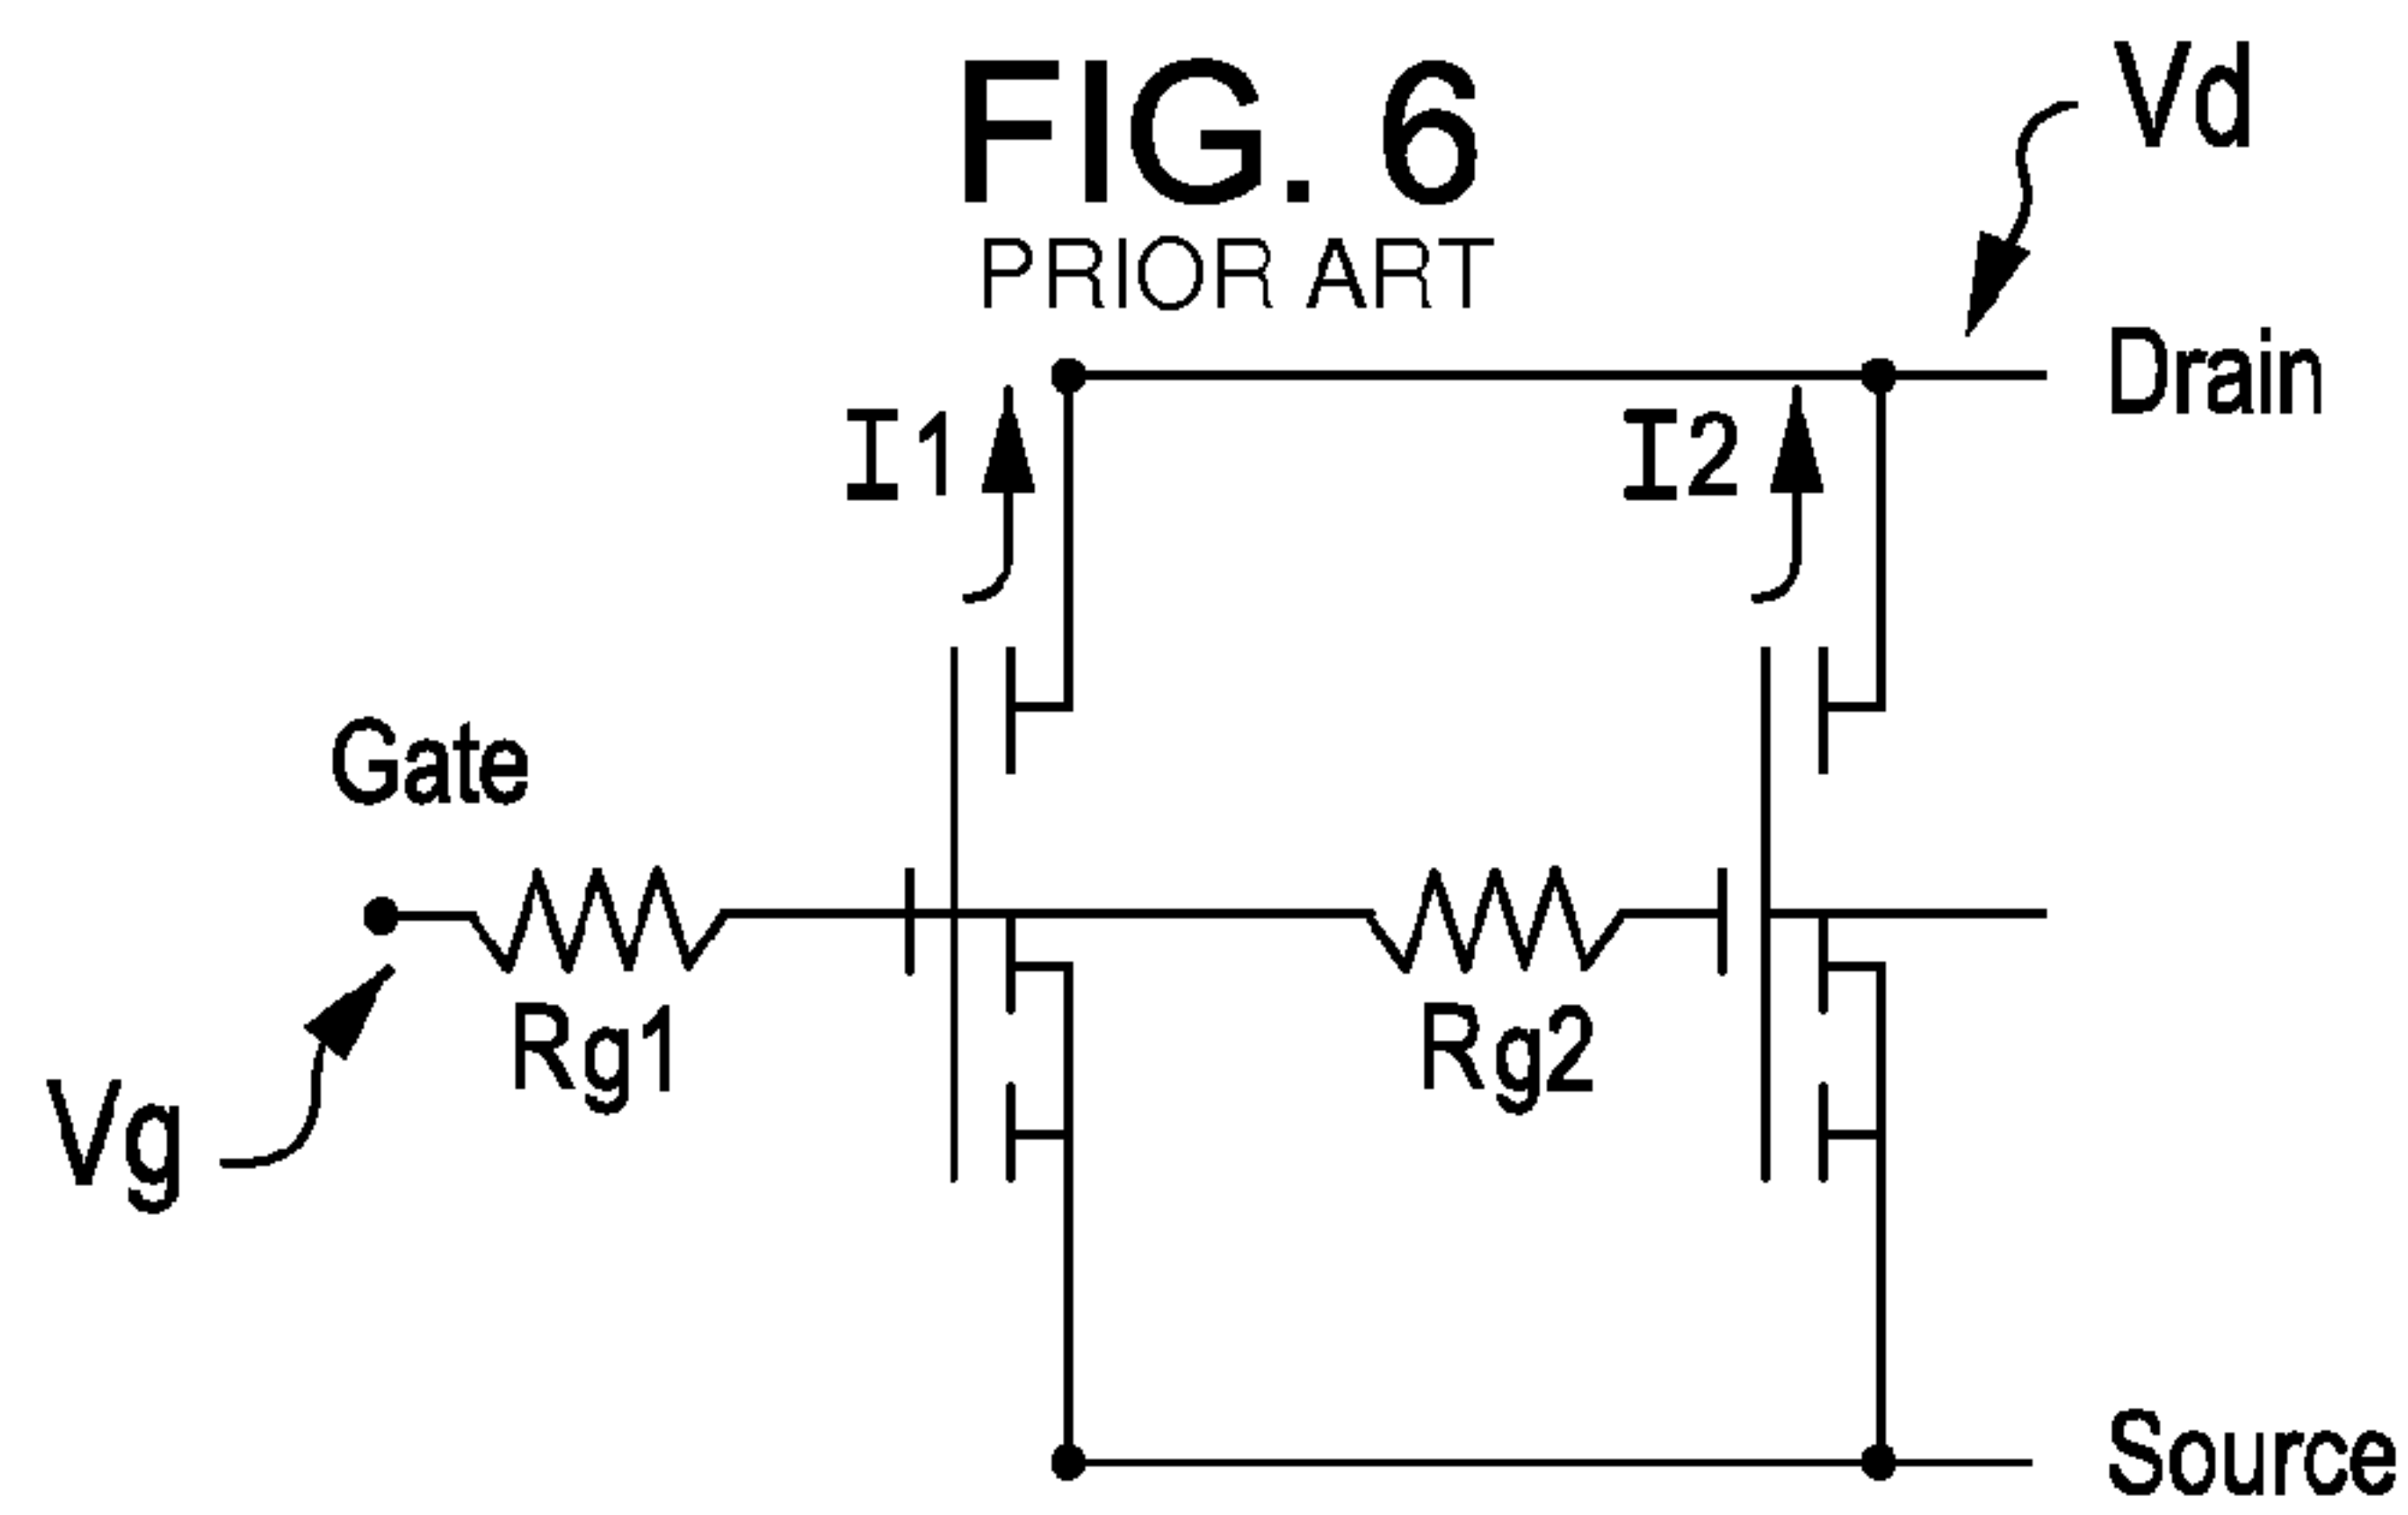 FIG. 6
PRIOR ART
Vd
Drain
I1
I2
Gate
Rg1
Rg2
Vg
Source